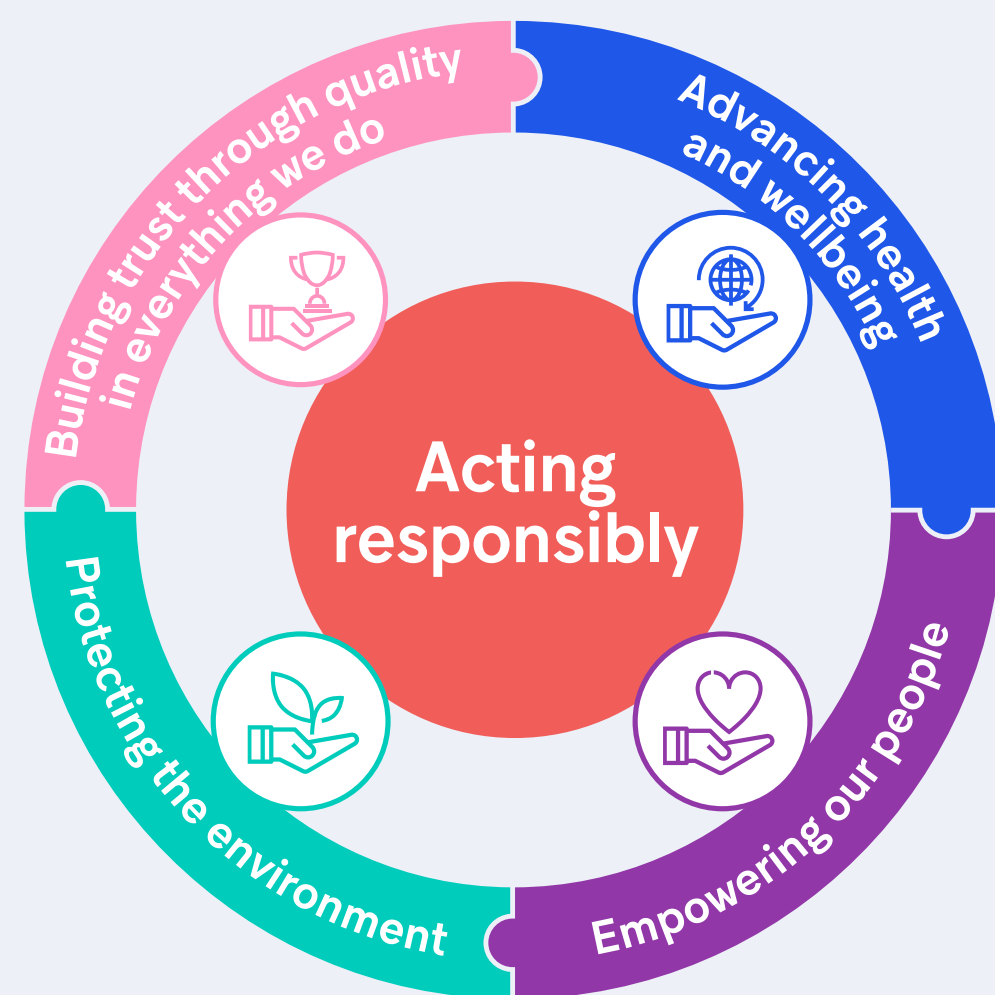 Building trust through quality
in everything we do
Advancing health
and wellbeing
Acting
responsibly
Protecting the environment
Empowering our people